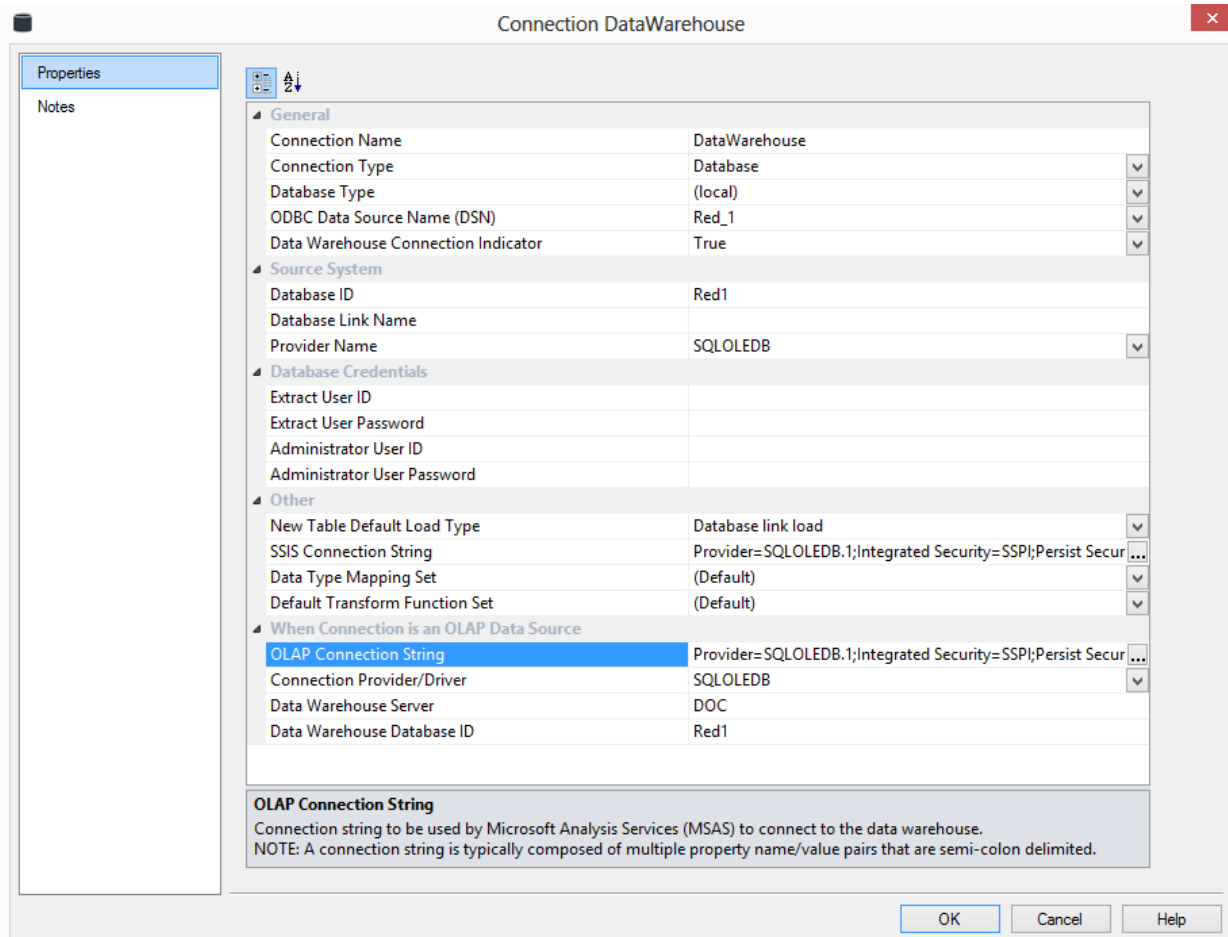 Connection DataWarehouse
Properties
Notes
General
Connection Name DataWarehouse
Connection Type Database
Database Type (local)
ODBC Data Source Name (DSN) Red_1
Data Warehouse Connection Indicator True
Source System
Database ID Red1
Database Link Name
Provider Name SQLOLEDB
Database Credentials
Extract User ID
Extract User Password
Administrator User ID
Administrator User Password
Other
New Table Default Load Type Database link load
SSIS Connection String Provider=SQLOLEDB.1;Integrated Security=SSPI;Persist Secur ...
Data Type Mapping Set (Default)
Default Transform Function Set (Default)
When Connection is an OLAP Data Source
OLAP Connection String Provider=SQLOLEDB.1;Integrated Security=SSPI;Persist Secur ...
Connection Provider/Driver SQLOLEDB
Data Warehouse Server DOC
Data Warehouse Database ID Red1
OLAP Connection String
Connection string to be used by Microsoft Analysis Services (MSAS) to connect to the data warehouse.
NOTE: A connection string is typically composed of multiple property name/value pairs that are semi-colon delimited.
OK Cancel Help